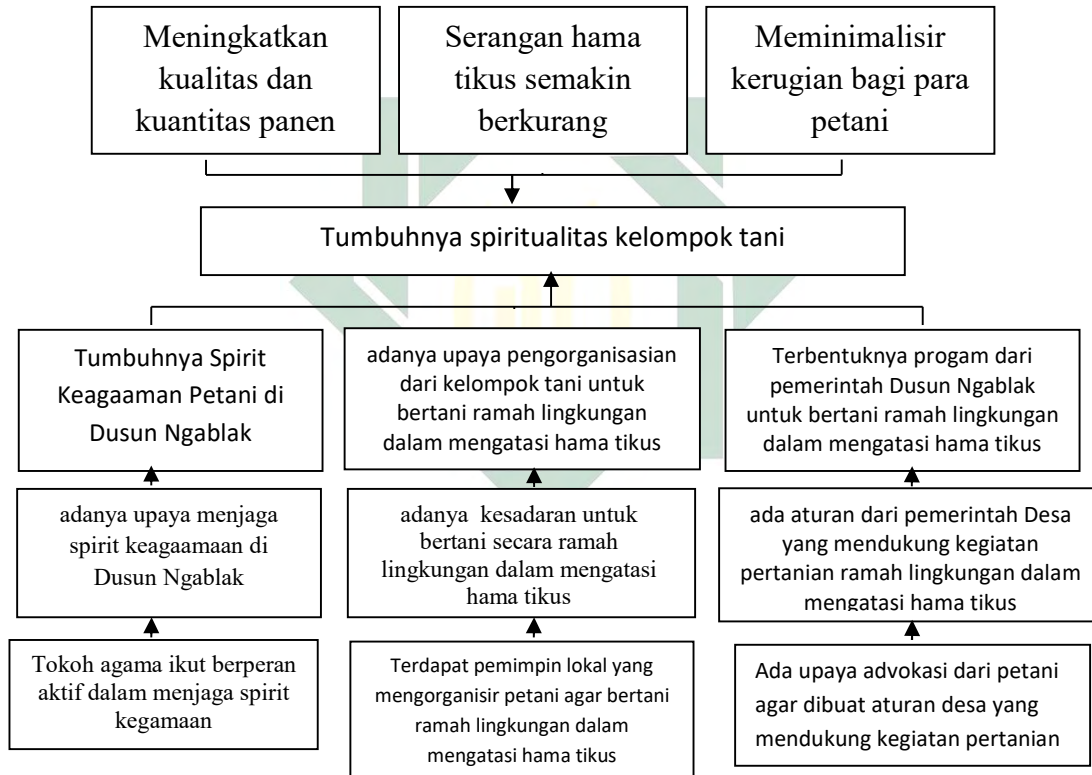 Meningkatkan
kualitas dan
kuantitas panen
Serangan hama
tikus semakin
berkurang
Meminimalisir
kerugian bagi para
petani
Tumbuhnya spiritualitas kelompok tani
Tumbuhnya Spirit
Keagaaman Petani di
Dusun Ngablak
adanya upaya pengorganisasian
dari kelompok tani untuk
bertani ramah lingkungan
dalam mengatasi hama tikus
Terbentuknya progam dari
pemerintah Dusun Ngablak
untuk bertani ramah lingkungan
dalam mengatasi hama tikus
adanya upaya menjaga
spirit keagaamaan di
Dusun Ngablak
adanya kesadaran untuk
bertani secara ramah
lingkungan dalam mengatasi
hama tikus
ada aturan dari pemerintah Desa
yang mendukung kegiatan
pertanian ramah lingkungan dalam
mengatasi hama tikus
Tokoh agama ikut berperan
aktif dalam menjaga spirit
kegamaan
Terdapat pemimpin lokal yang
mengorganisir petani agar bertani
ramah lingkungan dalam
mengatasi hama tikus
Ada upaya advokasi dari petani
agar dibuat aturan desa yang
mendukung kegiatan pertanian